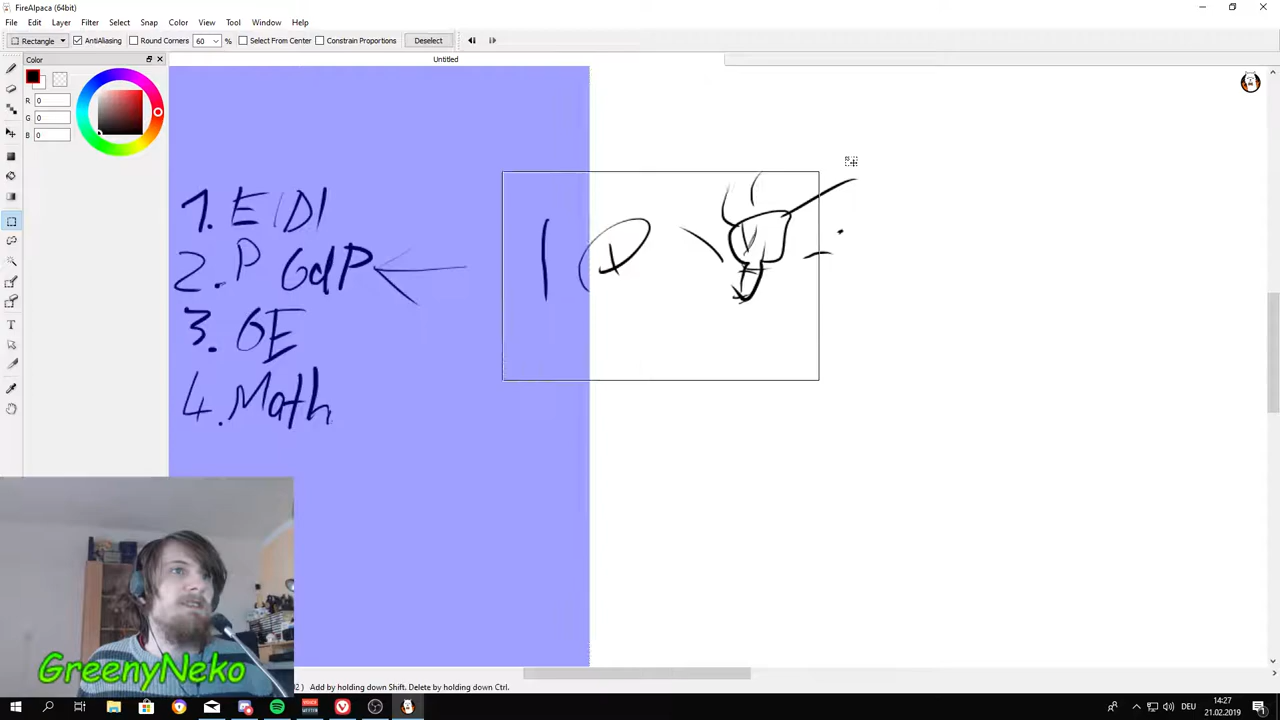 FireAlpaca (64bit)
File Edit Layer Filter Select Snap Color View Tool Window Help
Rectangle AntiAliasing Round Corners 60 % Select From Center Constrain Proportions Deselect
Color
Untitled
R 0
G 0
B 0
1. EIDI
2. P GdP
3. GE
4. Math
GreenyNeko
2 ) Add by holding down Shift. Delete by holding down Ctrl.
DEU
14:27
21.02.2019